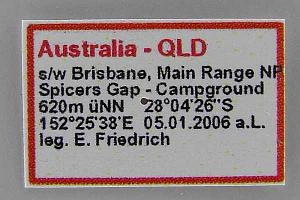 Australia - QLD
s/w Brisbane, Main Range NP
Spicers Gap - Campground
620m üNN 28°04'26"S
152°25'38'E 05.01.2006 a.L.
leg. E. Friedrich